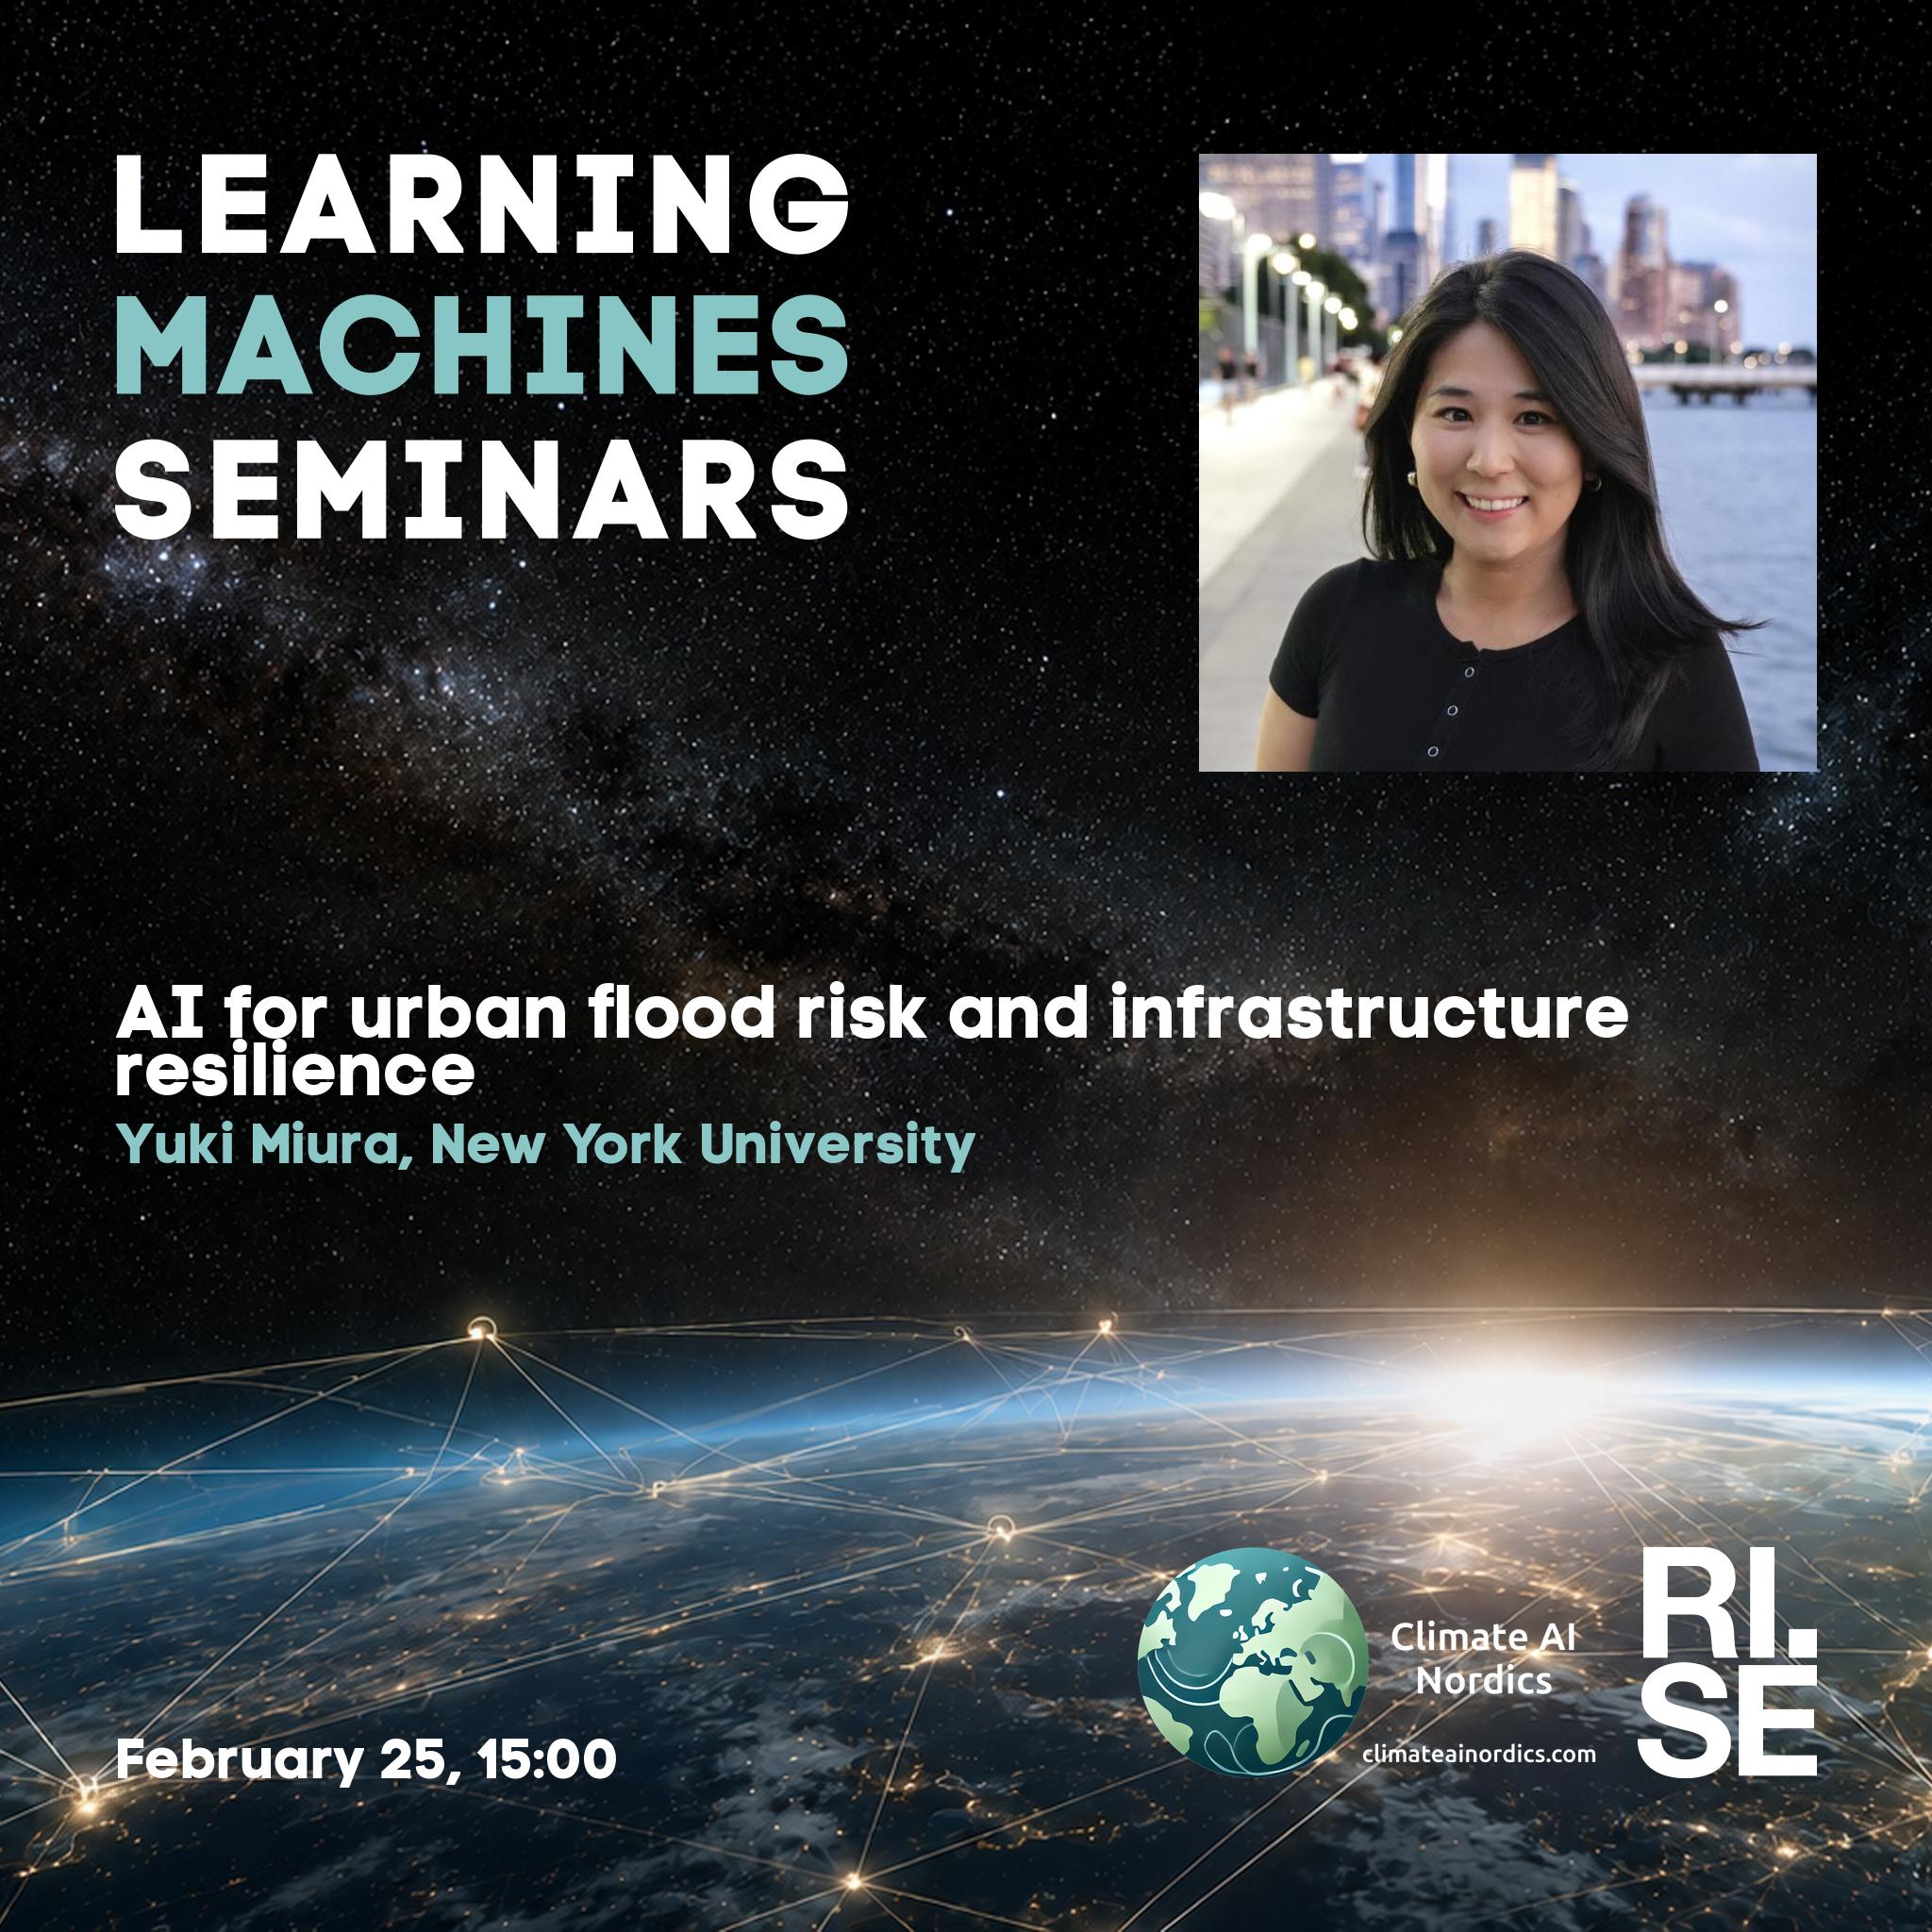 LEARNING
MACHINES
SEMINARS
AI for urban flood risk and infrastructure
resilience
Yuki Miura, New York University
February 25, 15:00
Climate AI
Nordics
climateainordics.com
RI.
SE